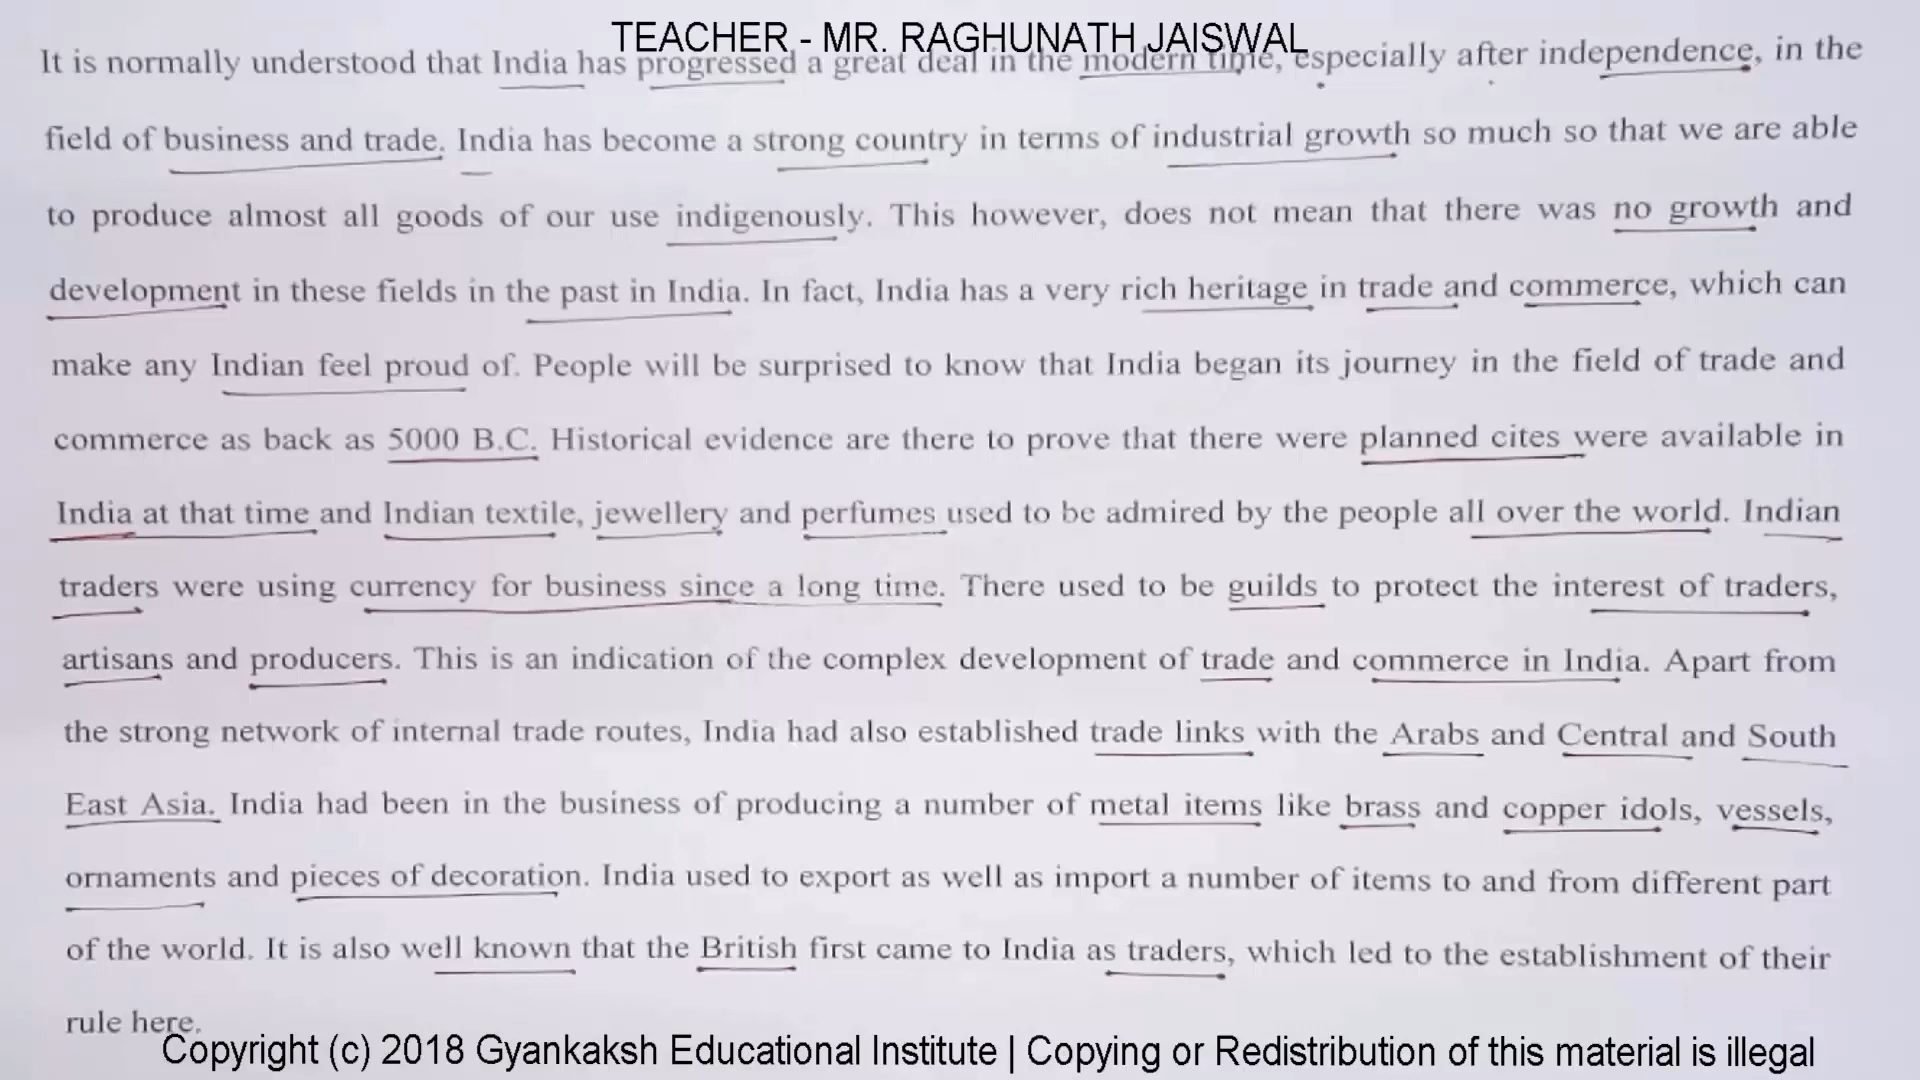 TEACHER - MR. RAGHUNATH JAISWAL
It is normally understood that India has progressed a great deal in the modern time, especially after independence, in the
field of business and trade. India has become a strong country in terms of industrial growth so much so that we are able
to produce almost all goods of our use indigenously. This however, does not mean that there was no growth and
development in these fields in the past in India. In fact, India has a very rich heritage in trade and commerce, which can
make any Indian feel proud of. People will be surprised to know that India began its journey in the field of trade and
commerce as back as 5000 B.C. Historical evidence are there to prove that there were planned cites were available in
India at that time and Indian textile, jewellery and perfumes used to be admired by the people all over the world. Indian
traders were using currency for business since a long time. There used to be guilds to protect the interest of traders,
artisans and producers. This is an indication of the complex development of trade and commerce in India. Apart from
the strong network of internal trade routes, India had also established trade links with the Arabs and Central and South
East Asia. India had been in the business of producing a number of metal items like brass and copper idols, vessels,
ornaments and pieces of decoration. India used to export as well as import a number of items to and from different part
of the world. It is also well known that the British first came to India as traders, which led to the establishment of their
rule here.
Copyright (c) 2018 Gyankaksh Educational Institute | Copying or Redistribution of this material is illegal